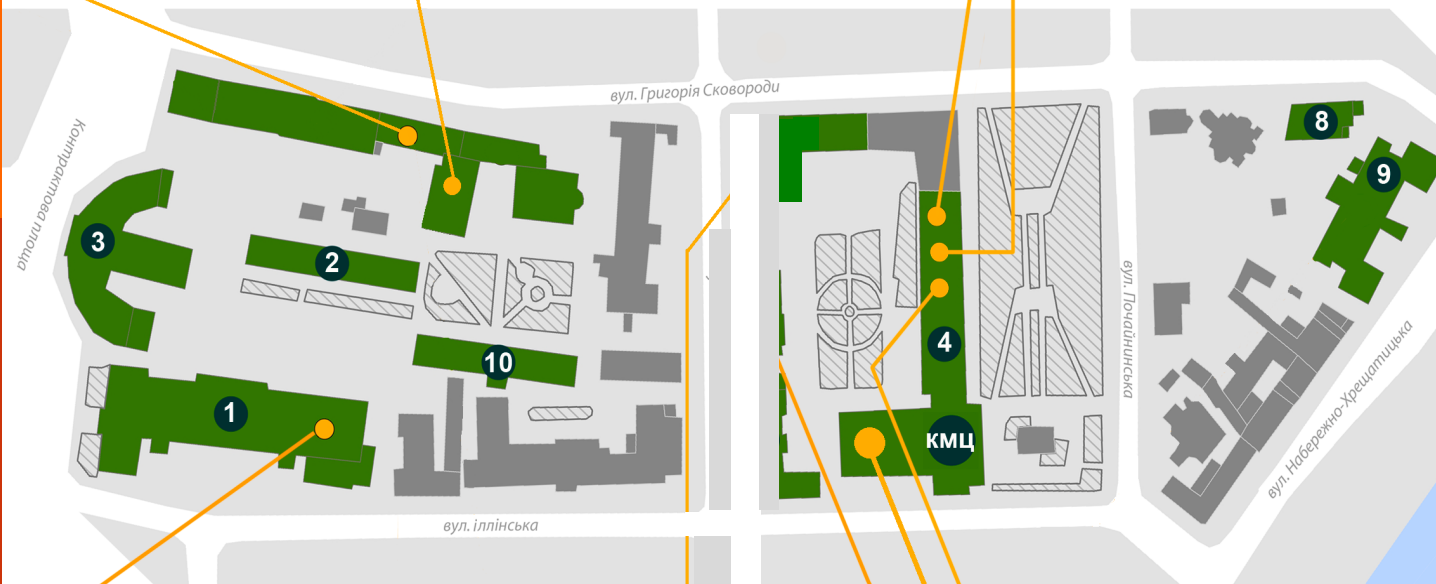 вул. Григорія Сковороди
Контрактова площа
8
9
3
2
4
10
1
КМЦ
вул. Почайнинська
вул. Набережно-Хрещатицька
вул. іллінська